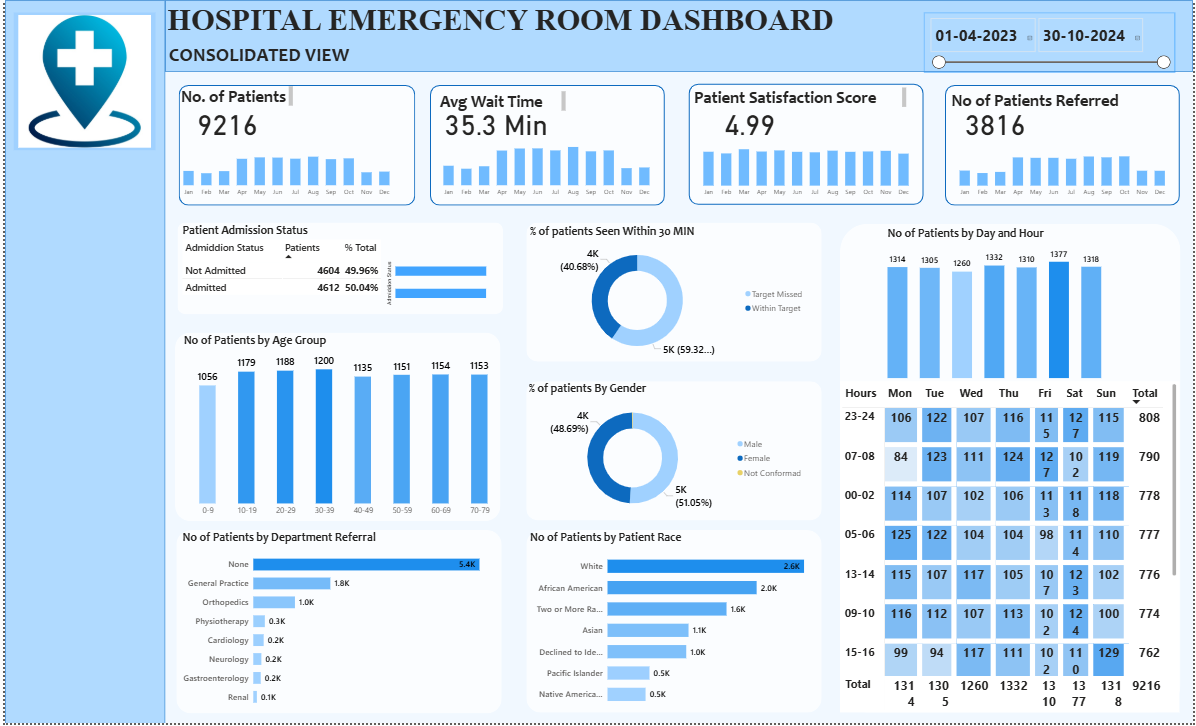 HOSPITAL EMERGENCY ROOM DASHBOARD
CONSOLIDATED VIEW
01-04-2023 30-10-2024
No. of Patients
9216
Jan Feb Mar Apr May Jun Jul Aug Sep Oct Nov Dec
Avg Wait Time
35.3 Min
Jan Feb Mar Apr May Jun Jul Aug Sep Oct Nov Dec
Patient Satisfaction Score
4.99
Jan Feb Mar Apr May Jun Jul Aug Sep Oct Nov Dec
No of Patients Referred
3816
Jan Feb Mar Apr May Jun Jul Aug Sep Oct Nov Dec
Patient Admission Status
Admiddion Status Patients % Total
Not Admitted 4604 49.96%
Admitted 4612 50.04%
Admiddion Status
No of Patients by Age Group
1056 1179 1188 1200 1135 1151 1154 1153
0-9 10-19 20-29 30-39 40-49 50-59 60-69 70-79
No of Patients by Department Referral
None 5.4K
General Practice 1.8K
Orthopedics 1.0K
Physiotherapy 0.3K
Cardiology 0.2K
Neurology 0.2K
Gastroenterology 0.2K
Renal 0.1K
% of patients Seen Within 30 MIN
4K
(40.68%)
5K (59.32...)
Target Missed
Within Target
% of patients By Gender
4K
(48.69%)
5K
(51.05%)
Male
Female
Not Conformad
No of Patients by Patient Race
White 2.6K
African American 2.0K
Two or More Ra... 1.6K
Asian 1.1K
Declined to Ide... 1.0K
Pacific Islander 0.5K
Native America... 0.5K
No of Patients by Day and Hour
1314 1305 1260 1332 1310 1377 1318
Hours Mon Tue Wed Thu Fri Sat Sun Total
23-24 106 122 107 116 115 127 115 808
07-08 84 123 111 124 127 102 119 790
00-02 114 107 102 106 113 118 118 778
05-06 125 122 104 104 98 114 110 777
13-14 115 107 117 105 107 123 102 776
09-10 116 112 107 113 102 124 100 774
15-16 99 94 117 111 102 110 129 762
Total 1314 1305 1260 1332 1310 1377 1318 9216